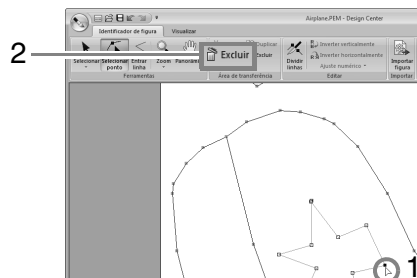 Airplane.PEM - Design Center
Identificador de figura Visualizar
2
Excluir
Duplicar
Excluir
Selecionar Selecionar ponto Entrar linha Zoom Panorâmica
Dividir linhas
Inverter verticalmente
Inverter horizontalmente
Ajuste numérico
Importar figura
Ferramentas Área de transferência Editar Importar
1